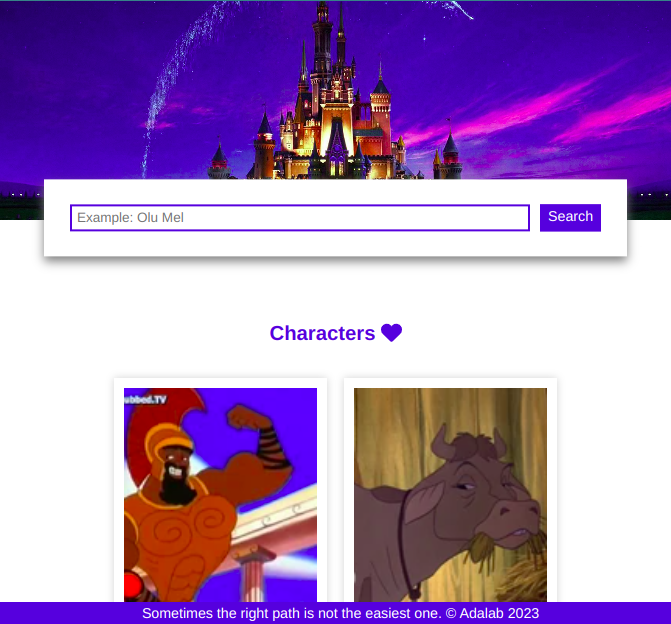 Example: Olu Mel
Search
Characters
ubbed.TV
Sometimes the right path is not the easiest one. © Adalab 2023